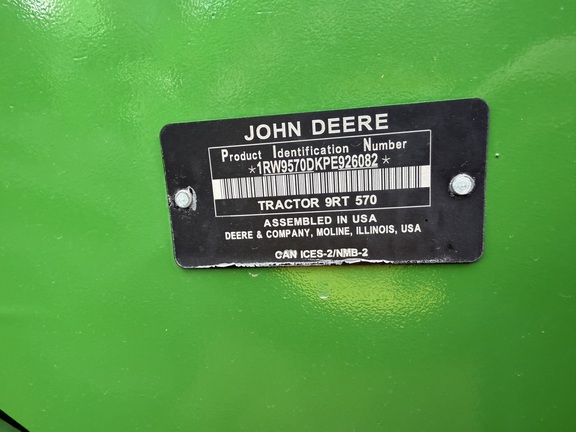 JOHN DEERE
Product Identification Number
*1RW9570DKPE926082*
TRACTOR 9RT 570
ASSEMBLED IN USA
DEERE & COMPANY, MOLINE, ILLINOIS, USA
CAN ICES-2/NMB-2